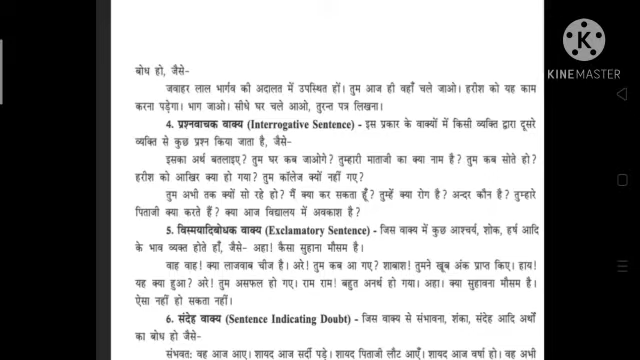 बोध हो, जैसे-
जवाहर लाल भार्गव की अदालत में उपस्थित हों। तुम आज ही वहाँ चले जाओ। हरीश को यह काम
करना पड़ेगा। भाग जाओ। सीधे घर चले आओ, तुरन्त पत्र लिखना।
4. प्रश्नवाचक वाक्य (Interrogative Sentence) - इस प्रकार के वाक्यों में किसी व्यक्ति द्वारा दूसरे
व्यक्ति से कुछ प्रश्न किया जाता है, जैसे-
इसका अर्थ बतलाइए? तुम घर कब जाओगे? तुम्हारी माताजी का क्या नाम है? तुम कब सोते हो?
हरीश को आखिर क्या हो गया? तुम कॉलेज क्यों नहीं गए?
तुम अभी तक क्यों सो रहे हो? मैं क्या कर सकता हूँ? तुम्हें क्या रोग है? अन्दर कौन है? तुम्हारे
पिताजी क्या करते हैं? क्या आज विद्यालय में अवकाश है?
5. विस्मयादिबोधक वाक्य (Exclamatory Sentence) - जिस वाक्य में कुछ आश्चर्य, शोक, हर्ष आदि
के भाव व्यक्त होते हाँ, जैसे- अहा! कैसा सुहाना मौसम है।
वाह वाह! क्या लाजवाब चीज है। अरे! तुम कब आ गए? शाबाश! तुमने खूब अंक प्राप्त किए। हाय!
यह क्या हुआ? अरे! तुम असफल हो गए। राम राम! बहुत अनर्थ हो गया। अहा। क्या सुहावना मौसम है।
ऐसा नहीं हो सकता नहीं।
6. संदेह वाक्य (Sentence Indicating Doubt) - जिस वाक्य से संभावना, शंका, संदेह आदि अर्थों
का बोध हो जैसे-
संभवतः वह आज आए। शायद आज सर्दी पड़े। शायद पिताजी लौट आएँ। शायद आज वर्षा हो। वह अभी
KINEMASTER